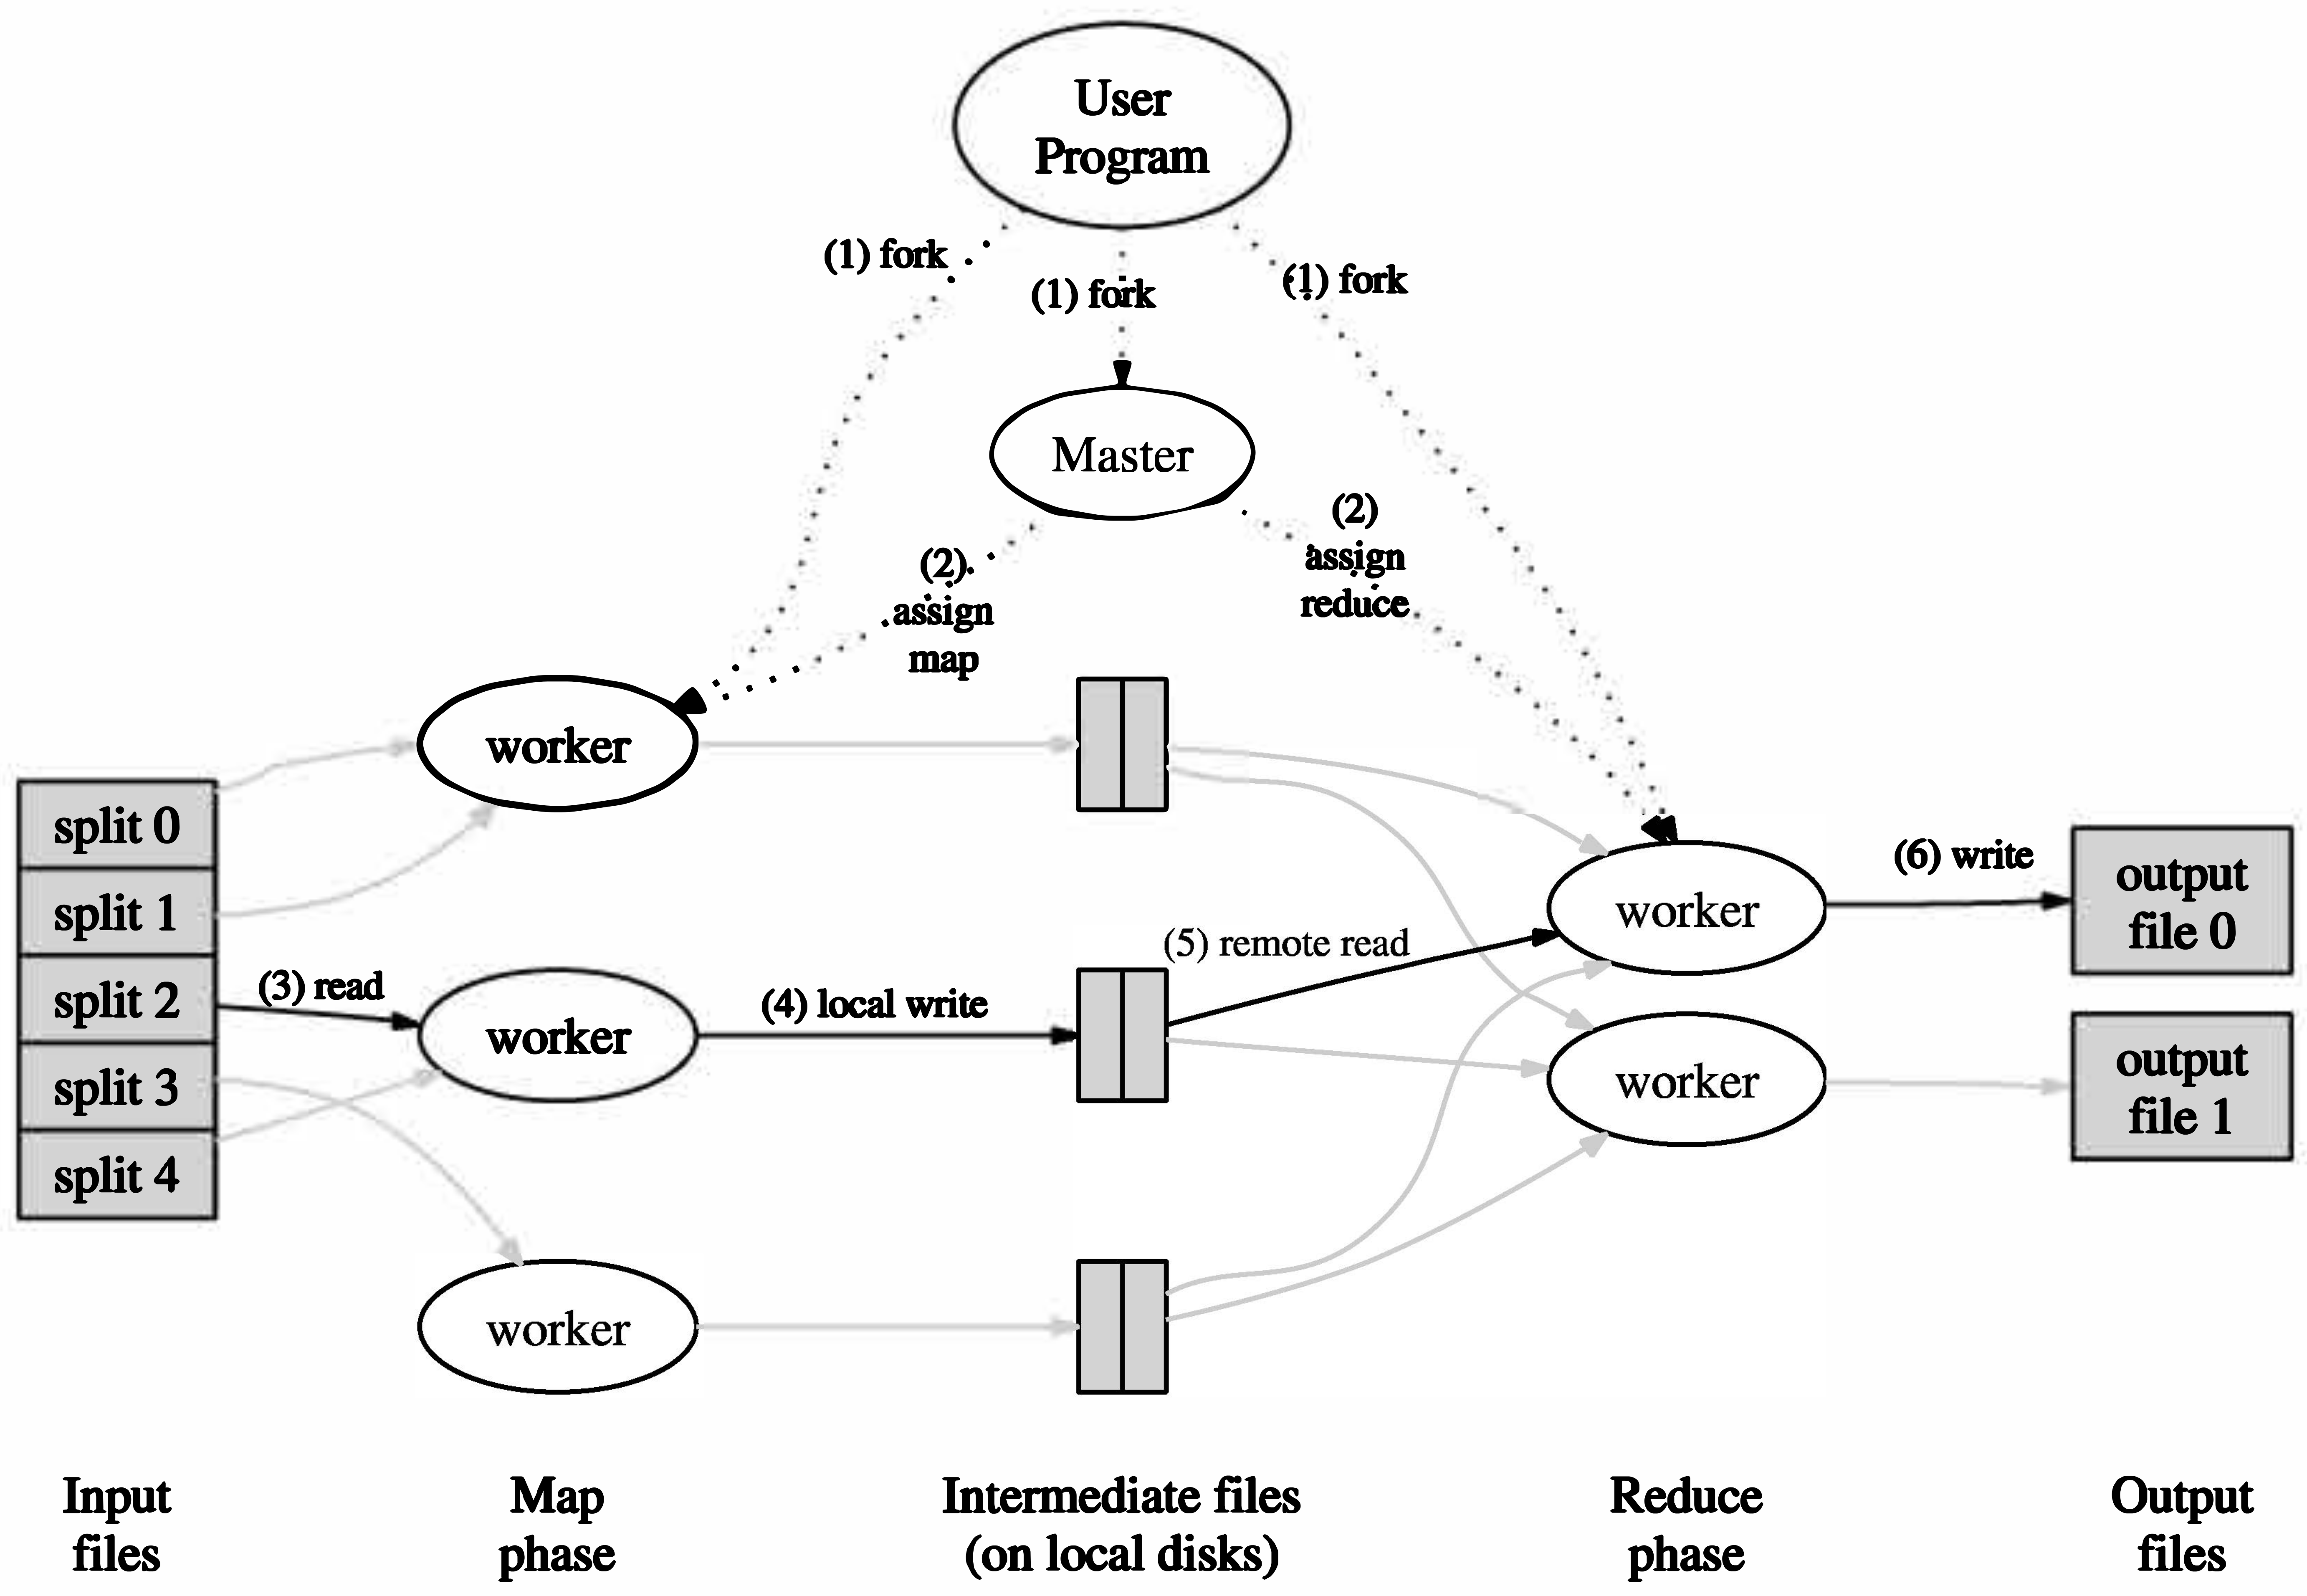 User
Program
(1) fork
(1) fork
(1) fork
Master
(2)
assign
map
(2)
assign
reduce
worker
split 0
split 1
split 2
split 3
split 4
(3) read
worker
(4) local write
(5) remote read
worker
(6) write
output
file 0
worker
output
file 1
worker
Input
files
Map
phase
Intermediate files
(on local disks)
Reduce
phase
Output
files